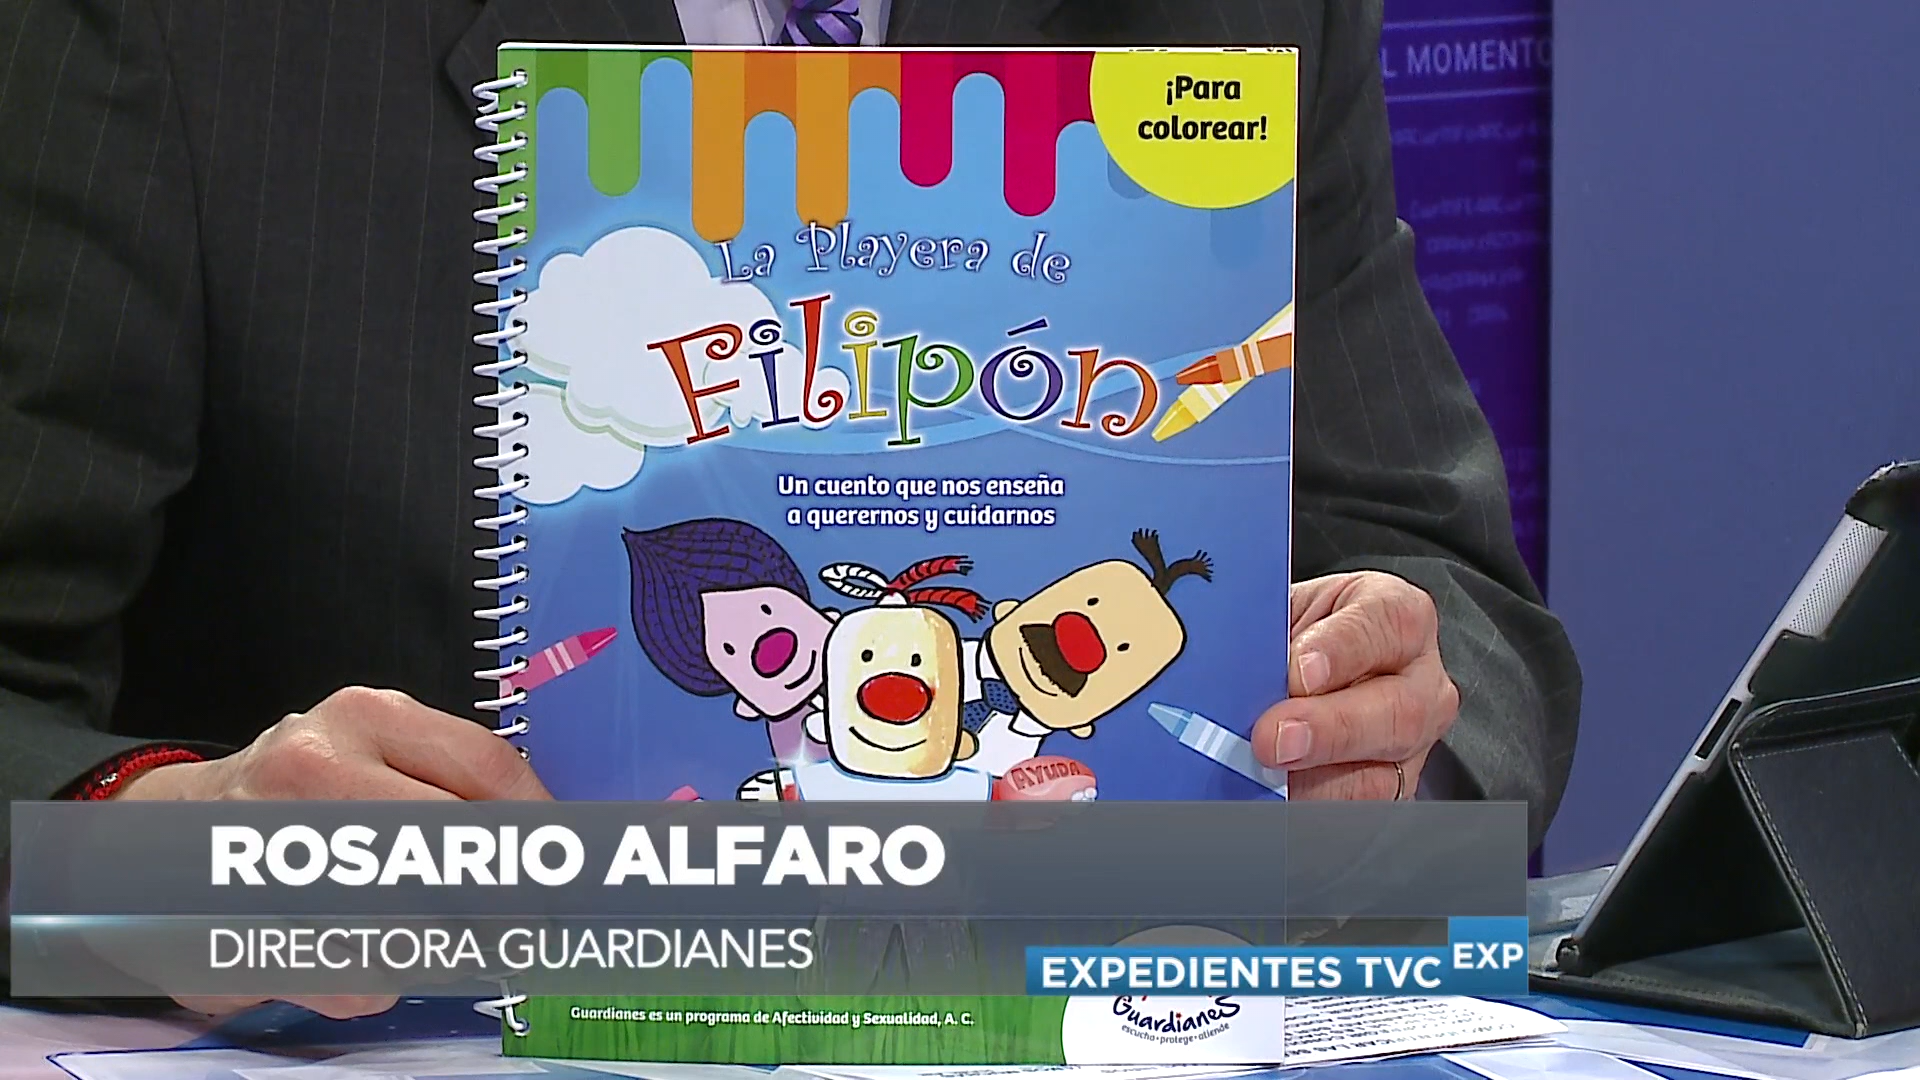 L MOMENTO
¡Para
colorear!
La Playera de
Filipón
Un cuento que nos enseña
a querernos y cuidarnos
AYUDA
ROSARIO ALFARO
DIRECTORA GUARDIANES
EXPEDIENTES TVC EXP
Guardianes es un programa de Afectividad y Sexualidad, A. C.
Guardianes
escucha•protege•atiende